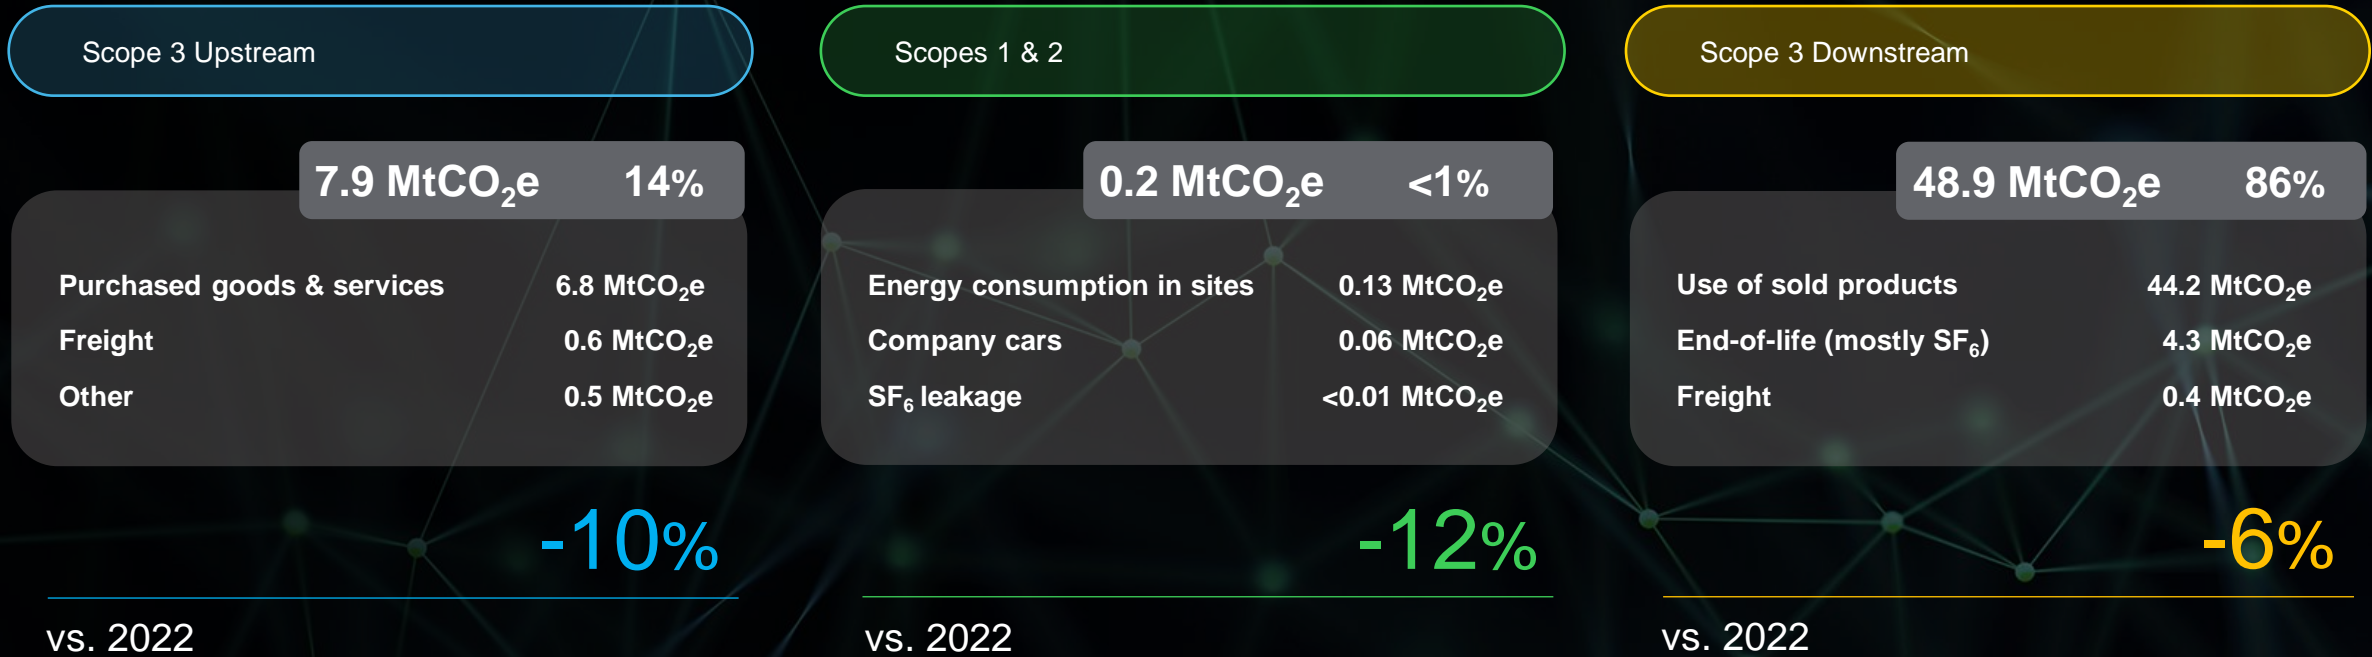 Scope 3 Upstream
7.9 MtCO₂e 14%
Purchased goods & services 6.8 MtCO₂e
Freight 0.6 MtCO₂e
Other 0.5 MtCO₂e
-10%
vs. 2022
Scopes 1 & 2
0.2 MtCO₂e <1%
Energy consumption in sites 0.13 MtCO₂e
Company cars 0.06 MtCO₂e
SF₆ leakage <0.01 MtCO₂e
-12%
vs. 2022
Scope 3 Downstream
48.9 MtCO₂e 86%
Use of sold products 44.2 MtCO₂e
End-of-life (mostly SF₆) 4.3 MtCO₂e
Freight 0.4 MtCO₂e
-6%
vs. 2022